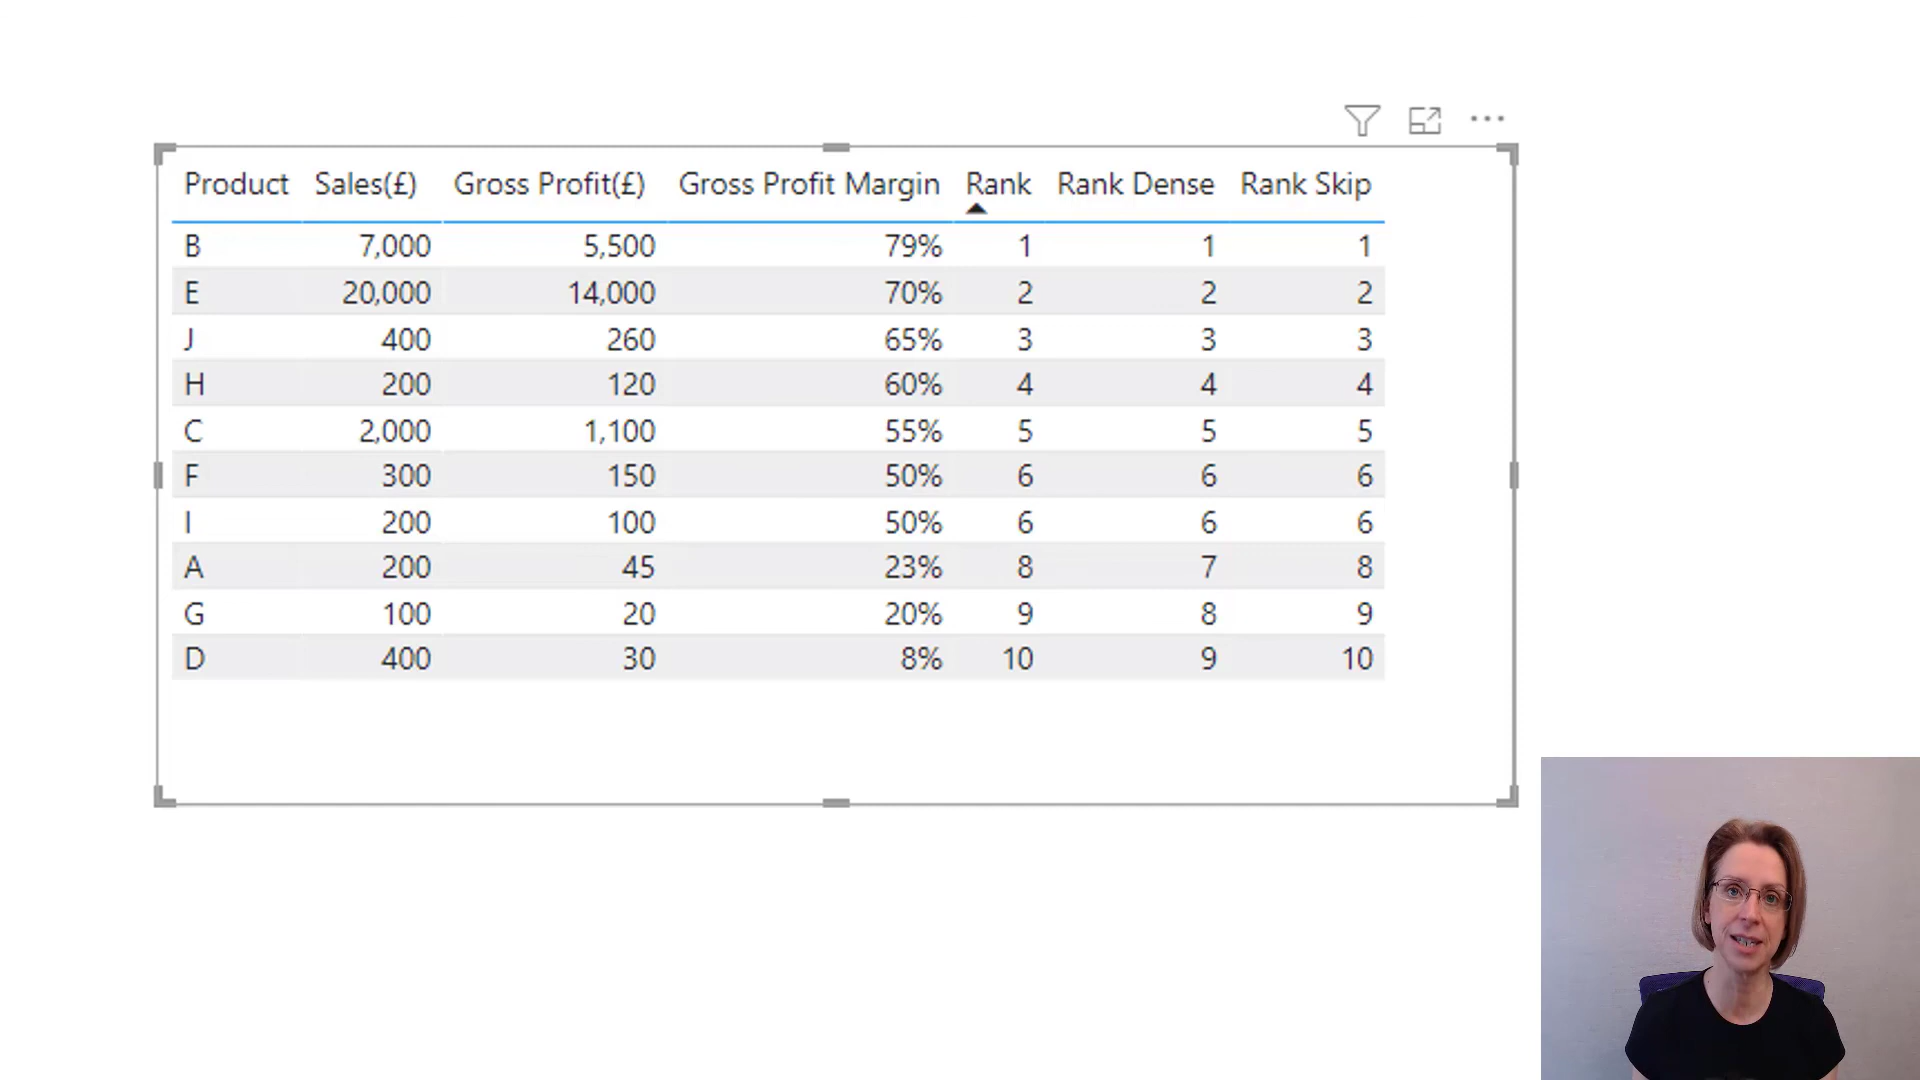 Product Sales(£) Gross Profit(£) Gross Profit Margin Rank Rank Dense Rank Skip
B 7,000 5,500 79% 1 1 1
E 20,000 14,000 70% 2 2 2
J 400 260 65% 3 3 3
H 200 120 60% 4 4 4
C 2,000 1,100 55% 5 5 5
F 300 150 50% 6 6 6
I 200 100 50% 6 6 6
A 200 45 23% 8 7 8
G 100 20 20% 9 8 9
D 400 30 8% 10 9 10